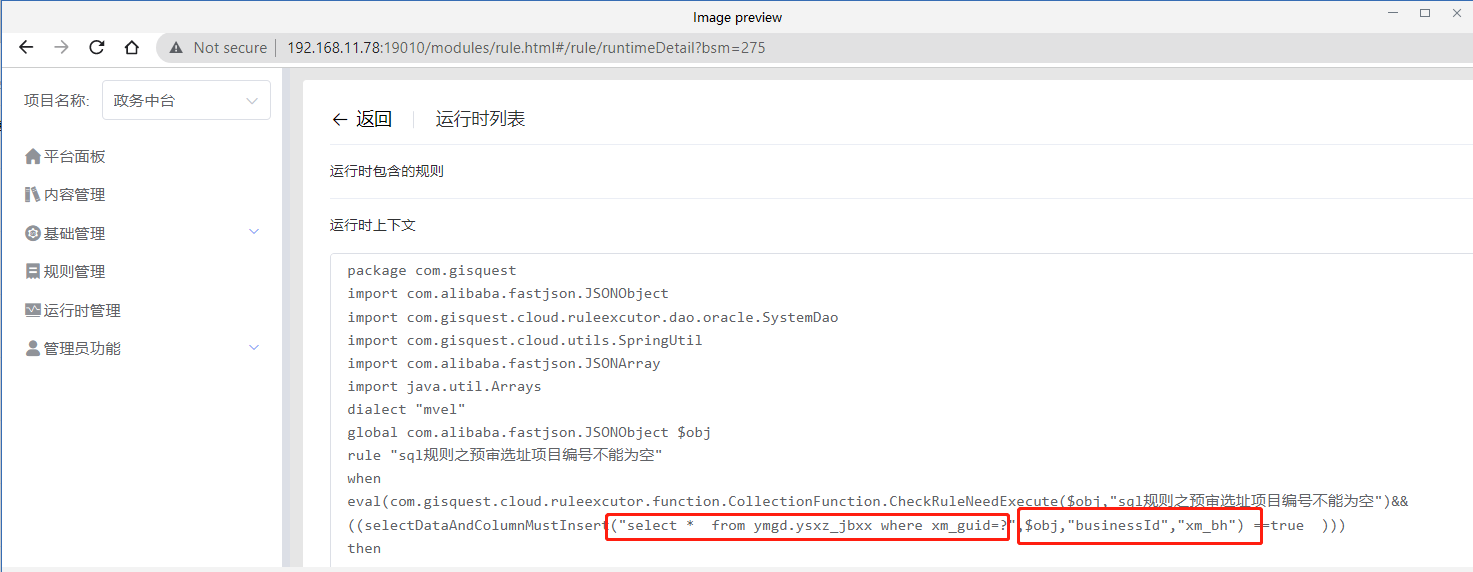 Image preview
Not secure 192.168.11.78:19010/modules/rule.html#/rule/runtimeDetail?bsm=275
项目名称: 政务中台
平台面板
内容管理
基础管理
规则管理
运行时管理
管理员功能
返回 运行时列表
运行时包含的规则
运行时上下文
package com.gisquest
import com.alibaba.fastjson.JSONObject
import com.gisquest.cloud.ruleexcutor.dao.oracle.SystemDao
import com.gisquest.cloud.utils.SpringUtil
import com.alibaba.fastjson.JSONArray
import java.util.Arrays
dialect "mvel"
global com.alibaba.fastjson.JSONObject $obj
rule "sql规则之预审选址项目编号不能为空"
when
eval(com.gisquest.cloud.ruleexcutor.function.CollectionFunction.CheckRuleNeedExecute($obj,"sql规则之预审选址项目编号不能为空")&&
((selectDataAndColumnMustInsert("select *  from ymgd.ysxz_jbxx where xm_guid=?",$obj,"businessId","xm_bh") ==true  )))
then